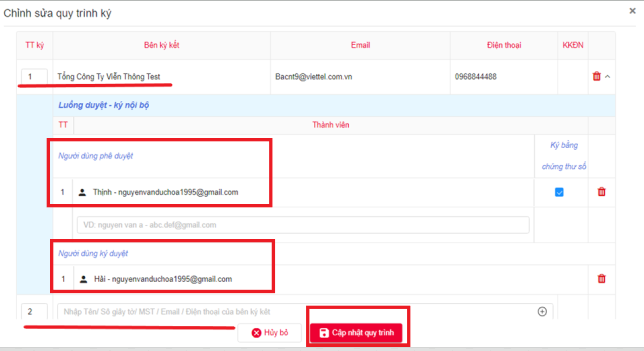 Chỉnh sửa quy trình ký ×
TT ký Bên ký kết Email Điện thoại KKĐN
1 Tổng Công Ty Viễn Thông Test Bacnt9@viettel.com.vn 0968844488
Luồng duyệt - ký nội bộ
TT Thành viên
Người dùng phê duyệt Ký bằng chứng thư số
1 Thịnh - nguyenvanduchoa1995@gmail.com
VD: nguyen van a - abc.def@gmail.com
Người dùng ký duyệt
1 Hải - nguyenvanduchoa1995@gmail.com
2 Nhập Tên/ Số giấy tờ/ MST / Email / Điện thoại của bên ký kết
Hủy bỏ Cập nhật quy trình